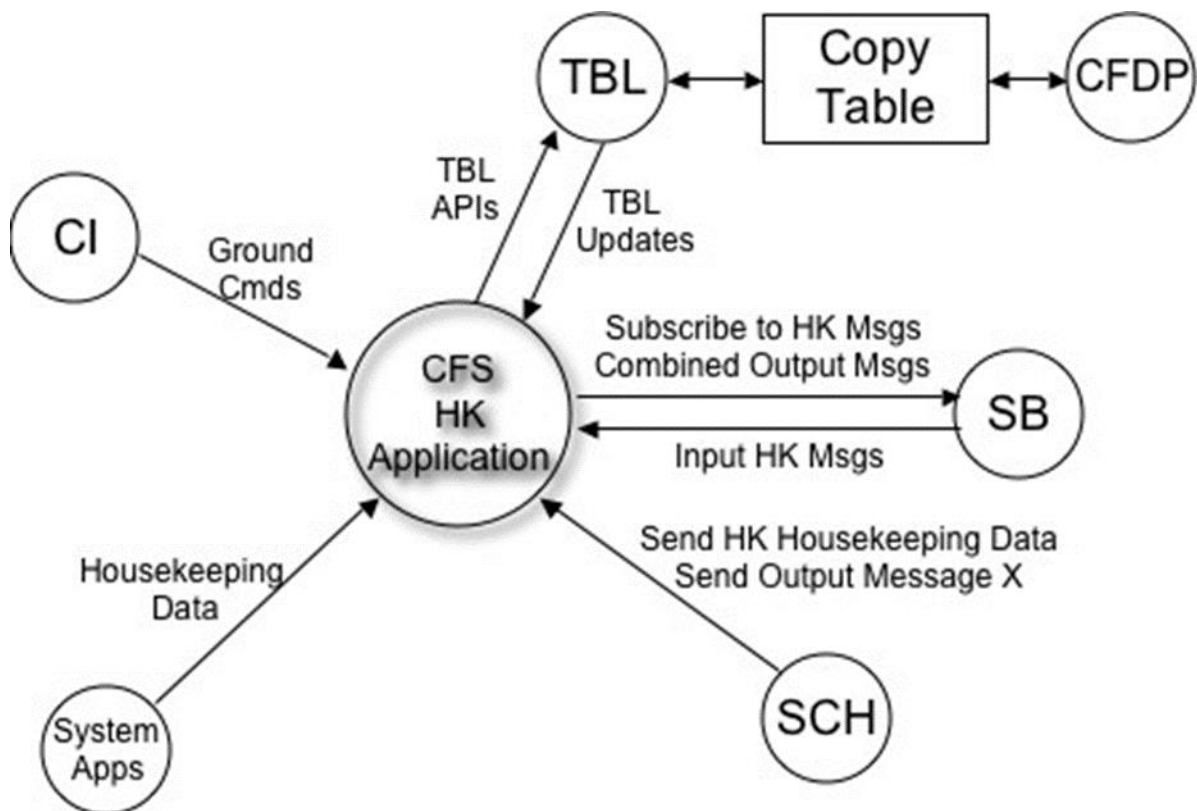 TBL
Copy
Table
CFDP
TBL
APIs
TBL
Updates
CI
Ground
Cmds
CFS
HK
Application
Subscribe to HK Msgs
Combined Output Msgs
SB
Input HK Msgs
Housekeeping
Data
Send HK Housekeeping Data
Send Output Message X
System
Apps
SCH